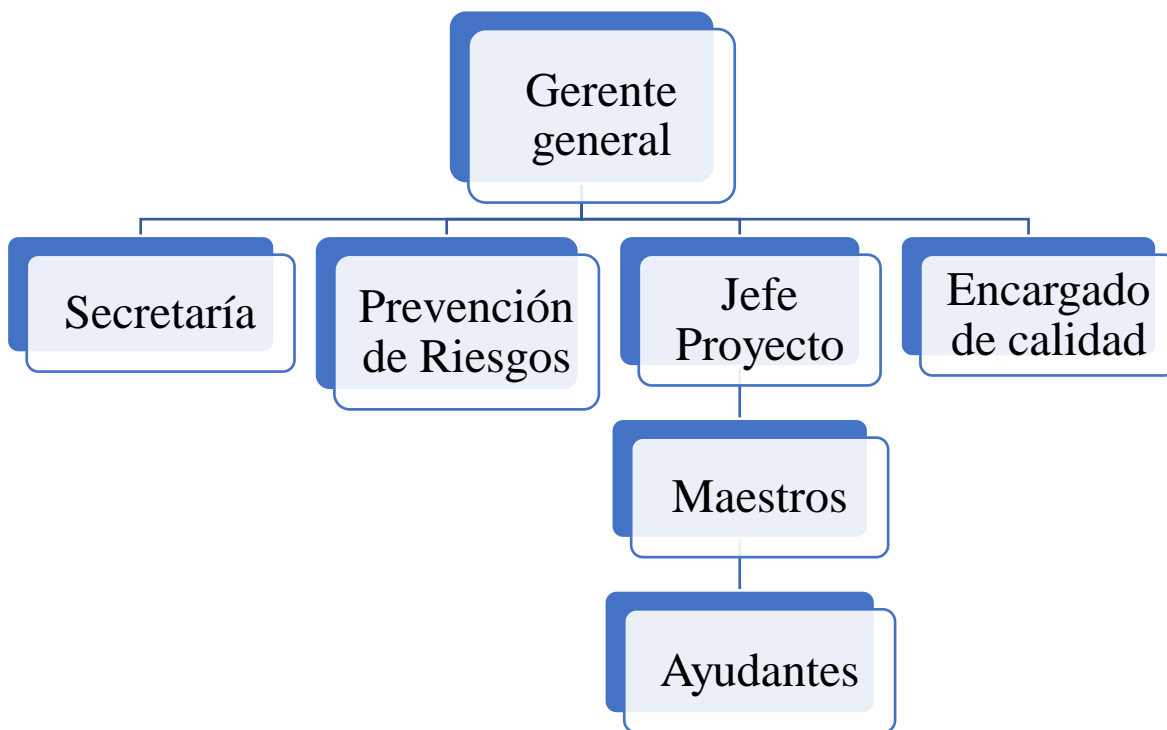 Gerente
general
Secretaría
Prevención
de Riesgos
Jefe
Proyecto
Encargado
de calidad
Maestros
Ayudantes